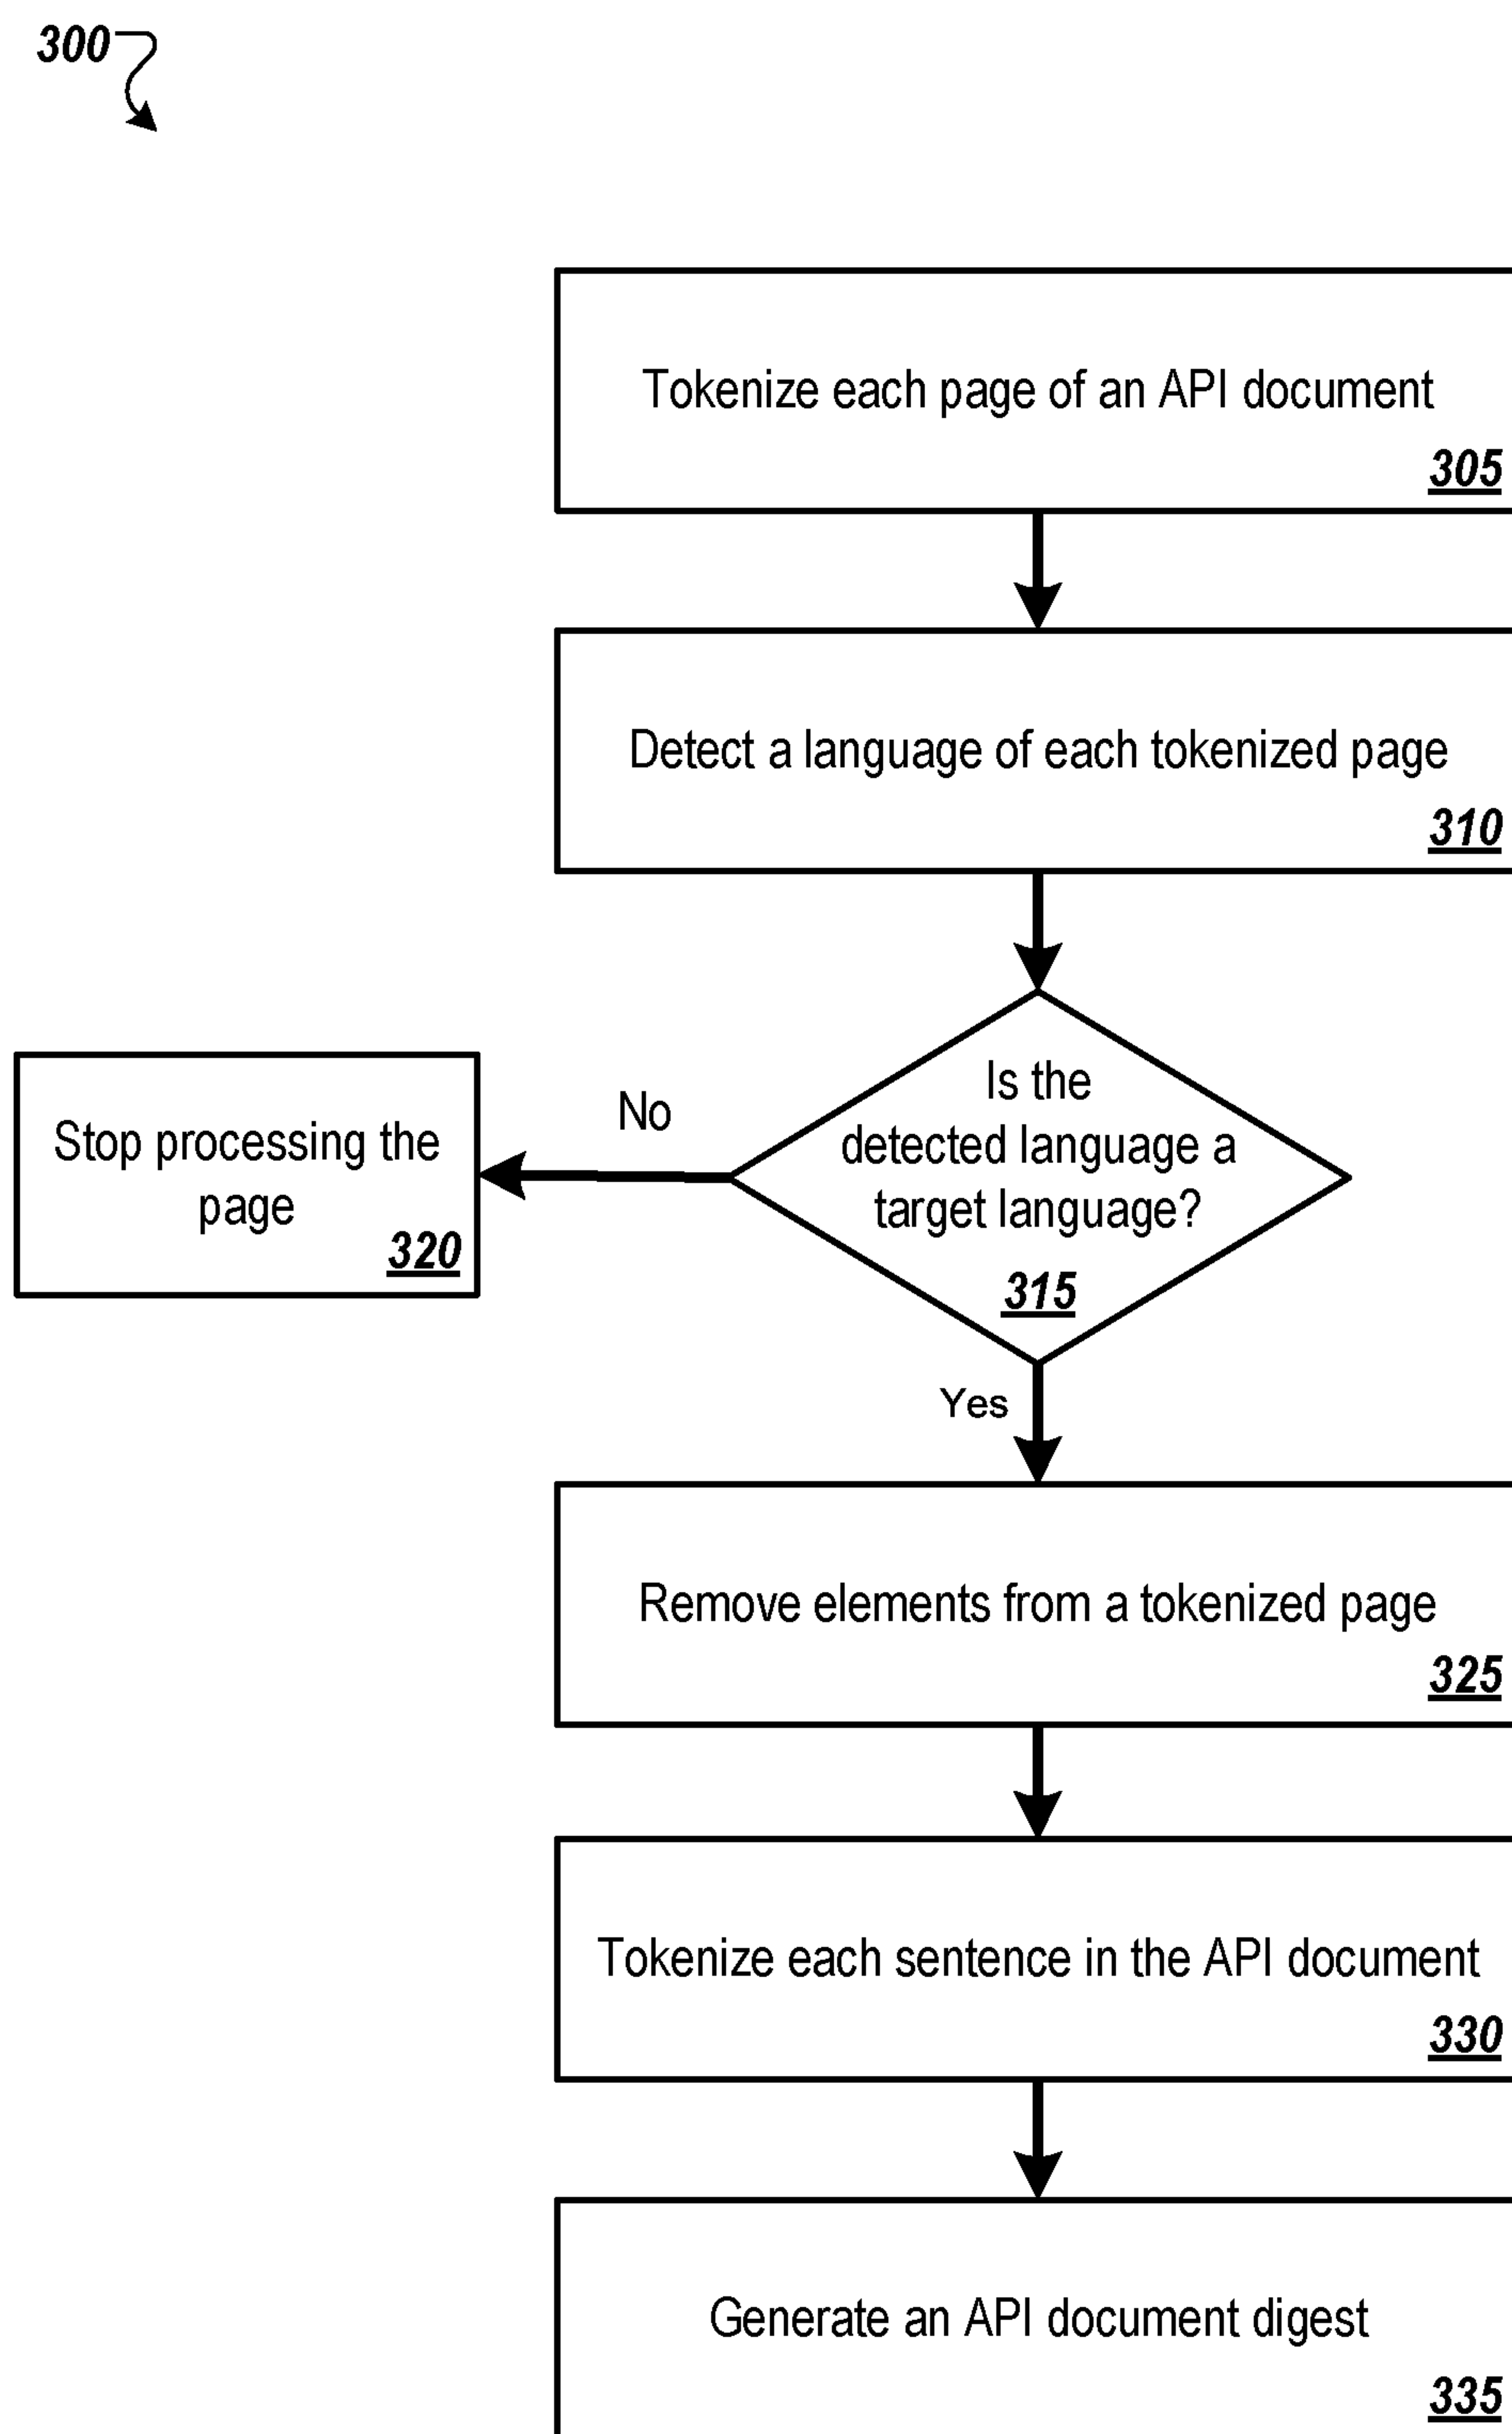 300
Tokenize each page of an API document
305
Detect a language of each tokenized page
310
Is the
detected language a
target language?
315
No
Stop processing the
page
320
Yes
Remove elements from a tokenized page
325
Tokenize each sentence in the API document
330
Generate an API document digest
335